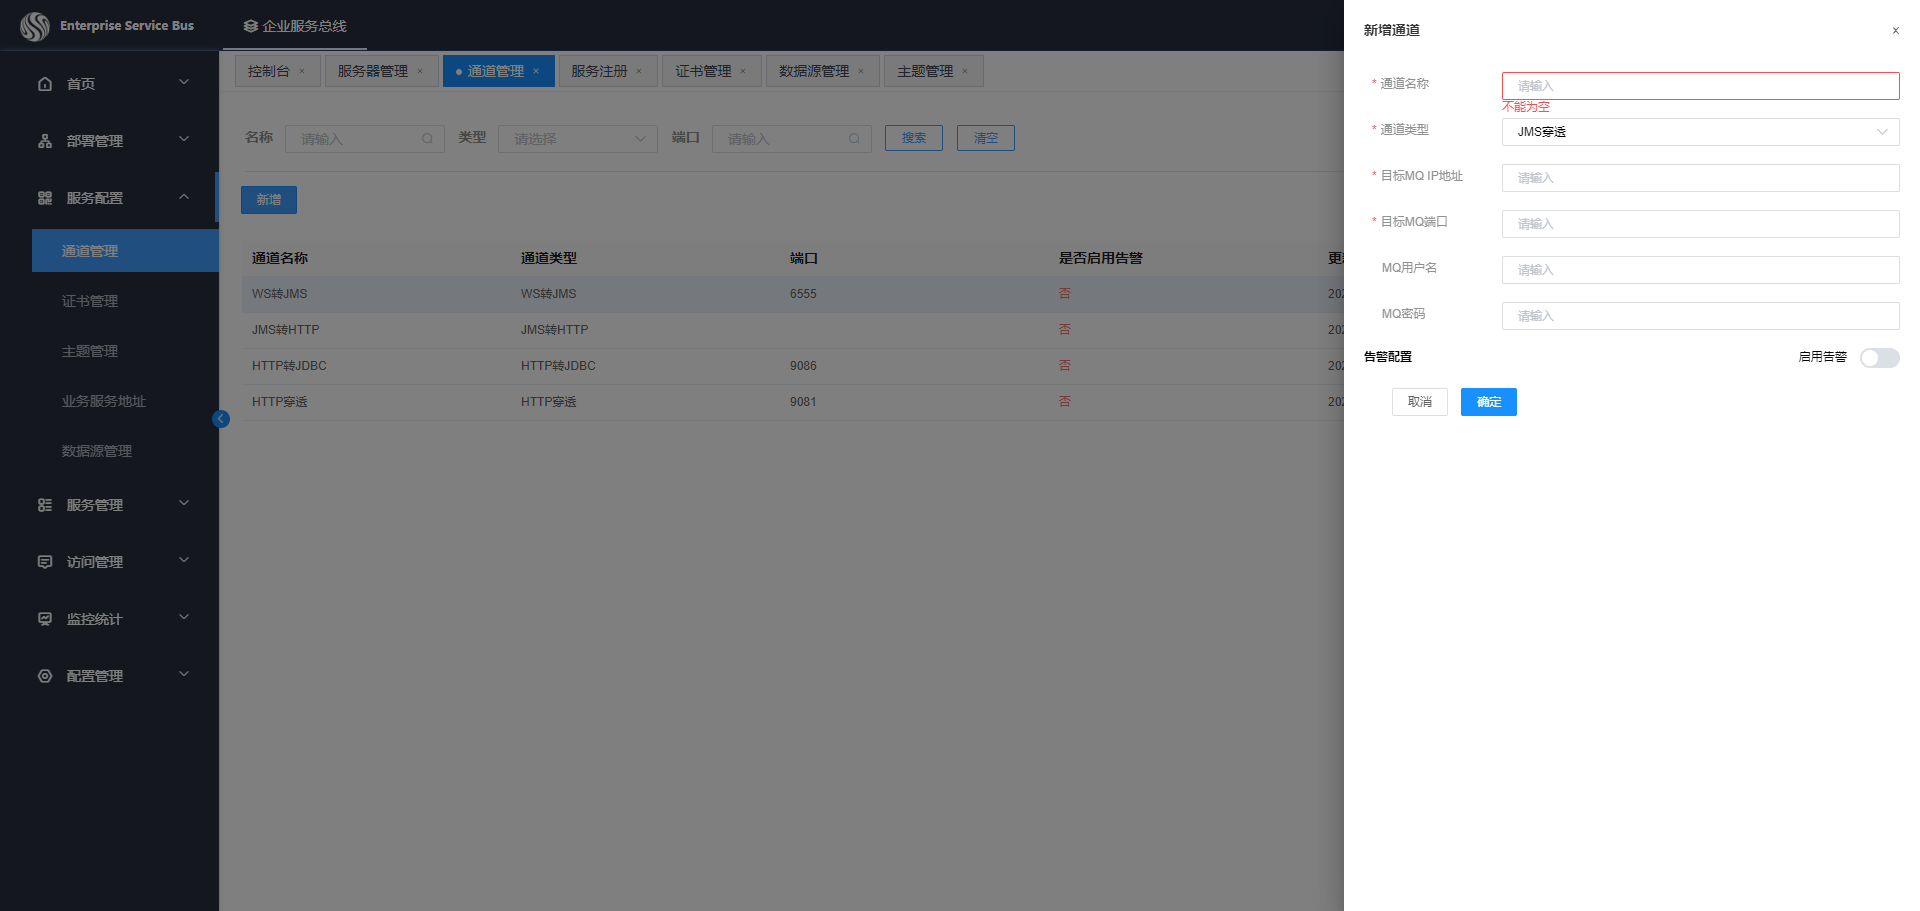 Enterprise Service Bus
企业服务总线
首页
部署管理
服务配置
通道管理
证书管理
主题管理
业务服务地址
数据源管理
服务管理
访问管理
监控统计
配置管理
控制台 × 服务器管理 × 通道管理 × 服务注册 × 证书管理 × 数据源管理 × 主题管理 ×
名称 请输入 类型 请选择 端口 请输入 搜索 清空
新增
通道名称 通道类型 端口 是否启用告警
WS转JMS WS转JMS 6555 否
JMS转HTTP JMS转HTTP 否
HTTP转JDBC HTTP转JDBC 9086 否
HTTP穿透 HTTP穿透 9081 否
新增通道 ×
* 通道名称 请输入
不能为空
* 通道类型 JMS穿透
* 目标MQ IP地址 请输入
* 目标MQ端口 请输入
MQ用户名 请输入
MQ密码 请输入
告警配置 启用告警
取消 确定